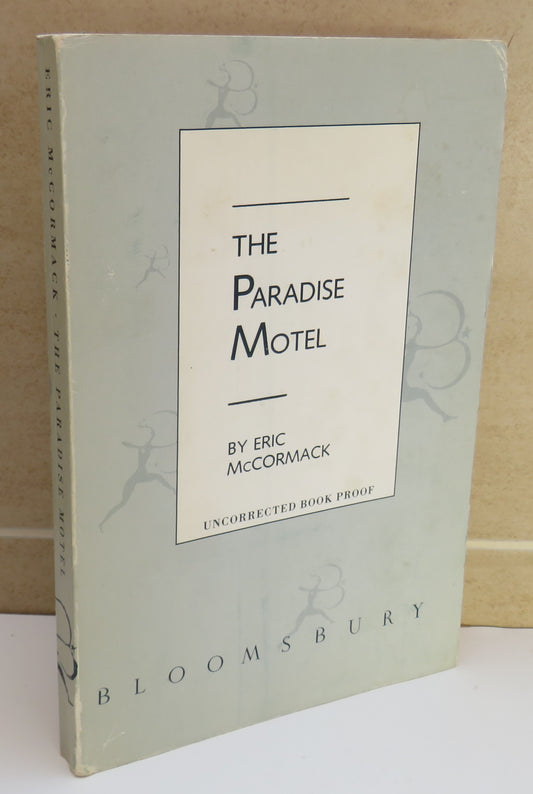 ERIC McCORMACK - THE PARADISE MOTEL
THE
PARADISE
MOTEL
BY ERIC
McCORMACK
UNCORRECTED BOOK PROOF
BLOOMSBURY